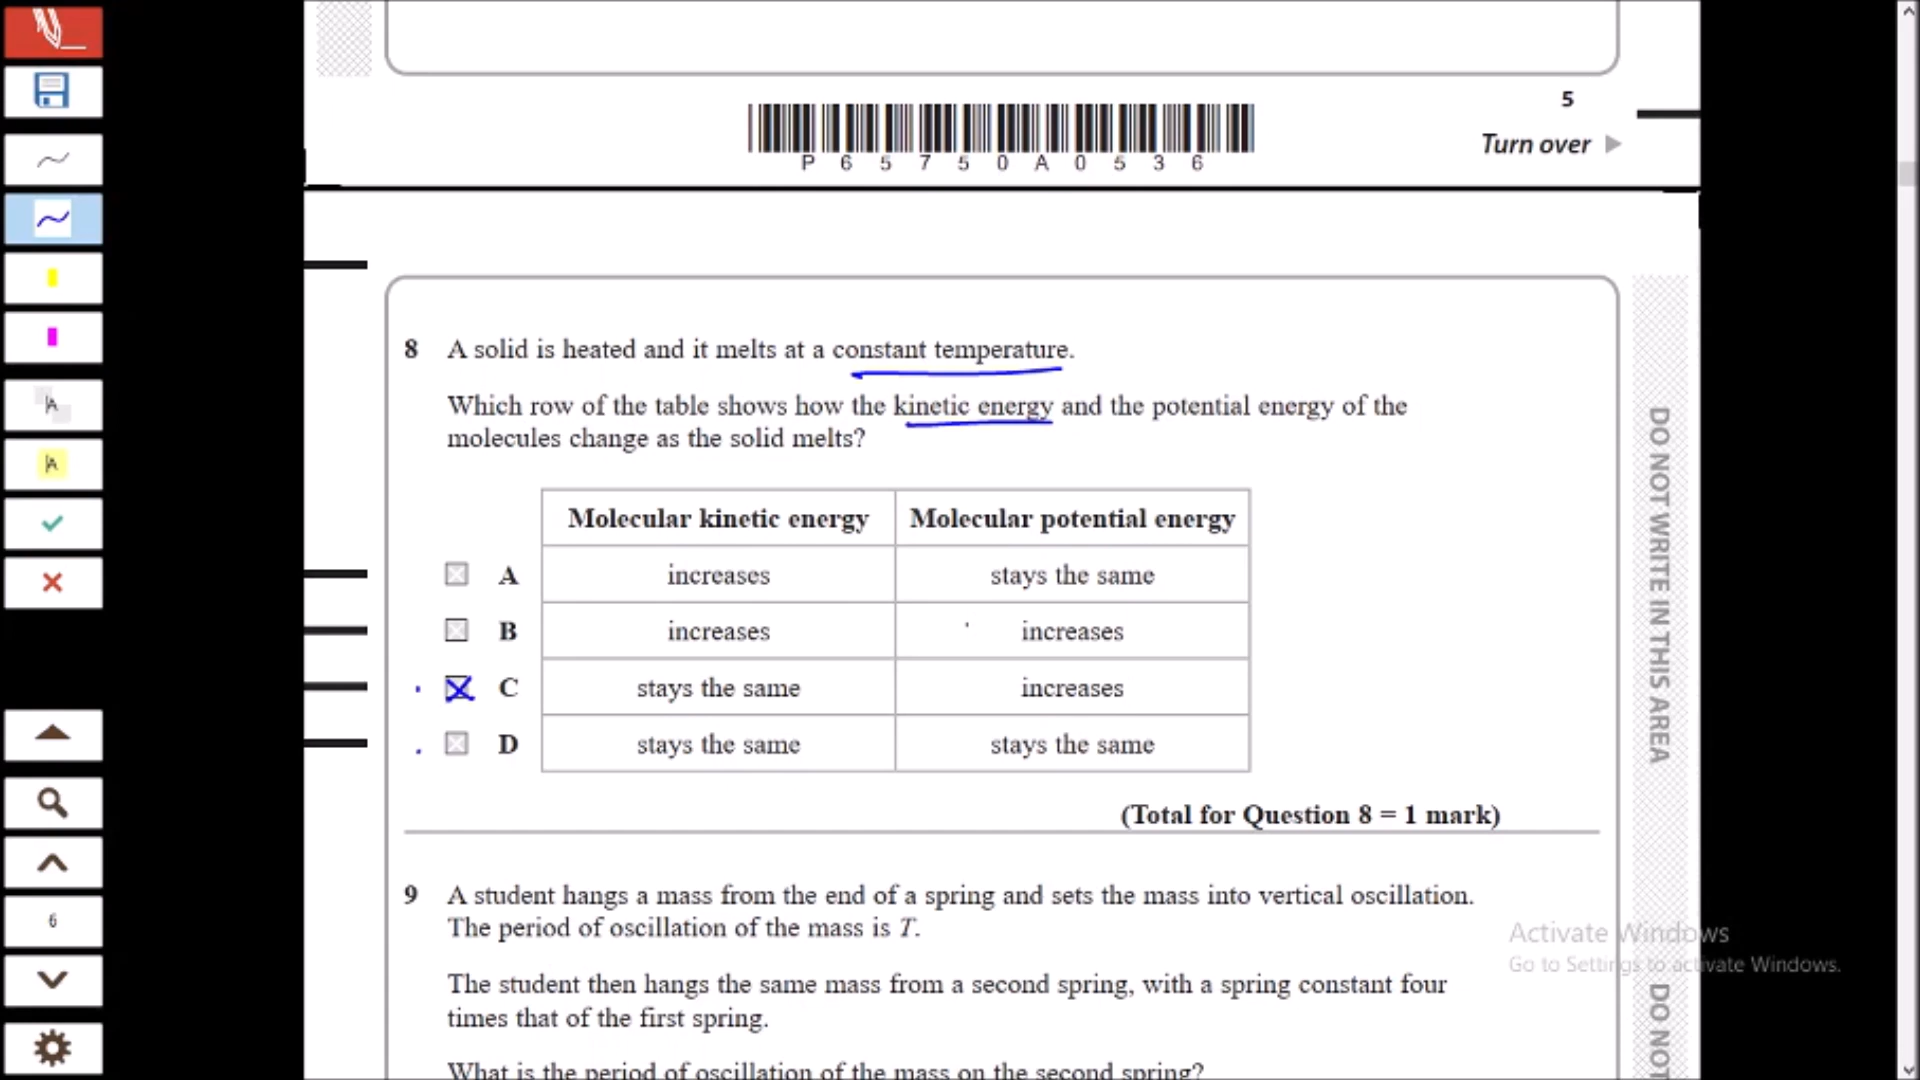 5
Turn over
P 6 5 7 5 0 A 0 5 3 6
8 A solid is heated and it melts at a constant temperature.
Which row of the table shows how the kinetic energy and the potential energy of the
molecules change as the solid melts?
Molecular kinetic energy Molecular potential energy
A increases stays the same
B increases increases
C stays the same increases
D stays the same stays the same
(Total for Question 8 = 1 mark)
9 A student hangs a mass from the end of a spring and sets the mass into vertical oscillation.
The period of oscillation of the mass is T.
The student then hangs the same mass from a second spring, with a spring constant four
times that of the first spring.
What is the period of oscillation of the mass on the second spring?
DO NOT WRITE IN THIS AREA
DO NOT
Activate Windows
Go to Settings to activate Windows.
A
A
6